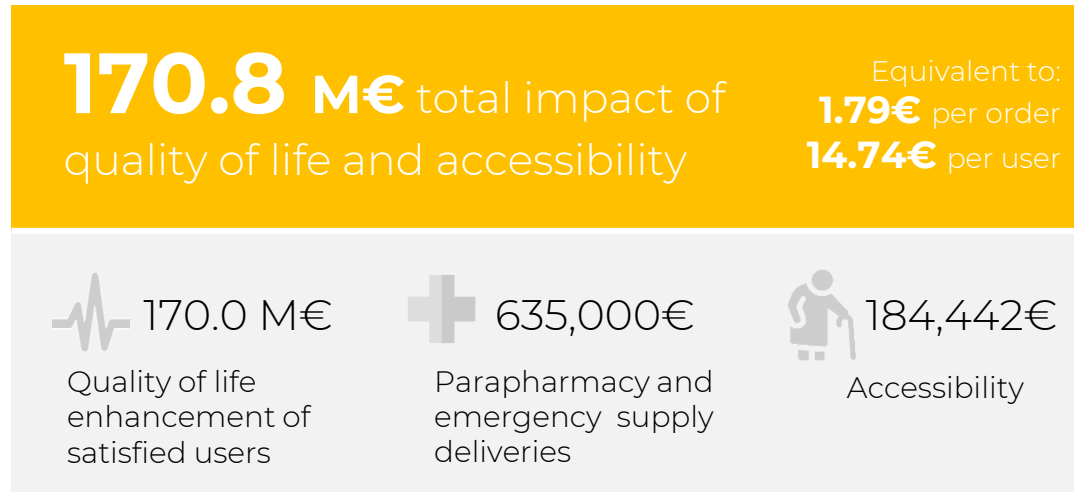 170.8 M€ total impact of
quality of life and accessibility
Equivalent to:
1.79€ per order
14.74€ per user
170.0 M€
Quality of life
enhancement of
satisfied users
635,000€
Parapharmacy and
emergency supply
deliveries
184,442€
Accessibility